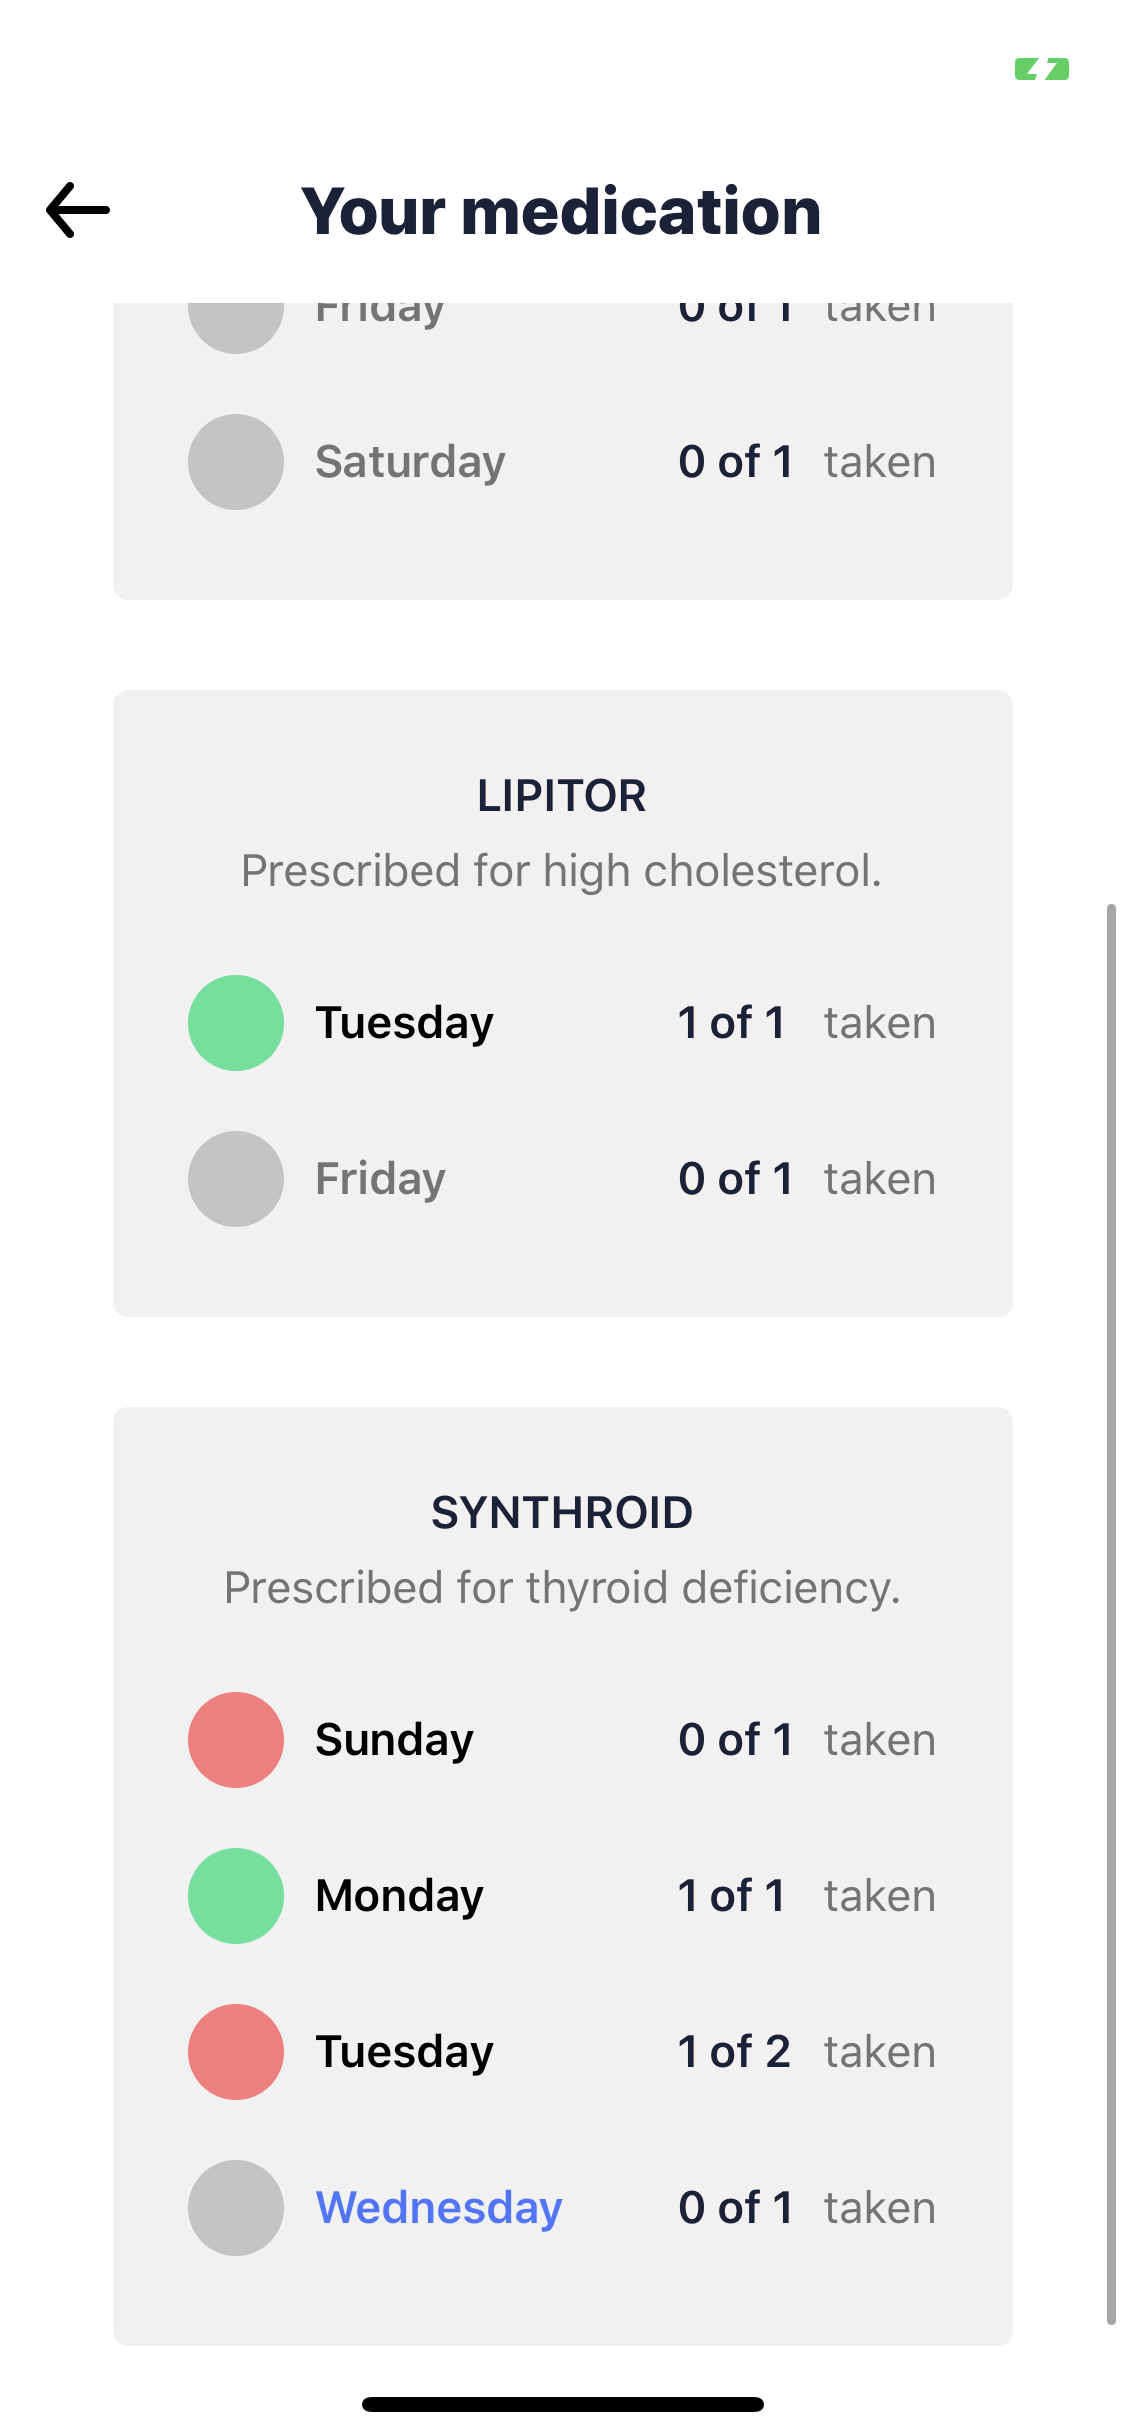 Your medication
Friday 0 of 1 taken
Saturday 0 of 1 taken
LIPITOR
Prescribed for high cholesterol.
Tuesday 1 of 1 taken
Friday 0 of 1 taken
SYNTHROID
Prescribed for thyroid deficiency.
Sunday 0 of 1 taken
Monday 1 of 1 taken
Tuesday 1 of 2 taken
Wednesday 0 of 1 taken